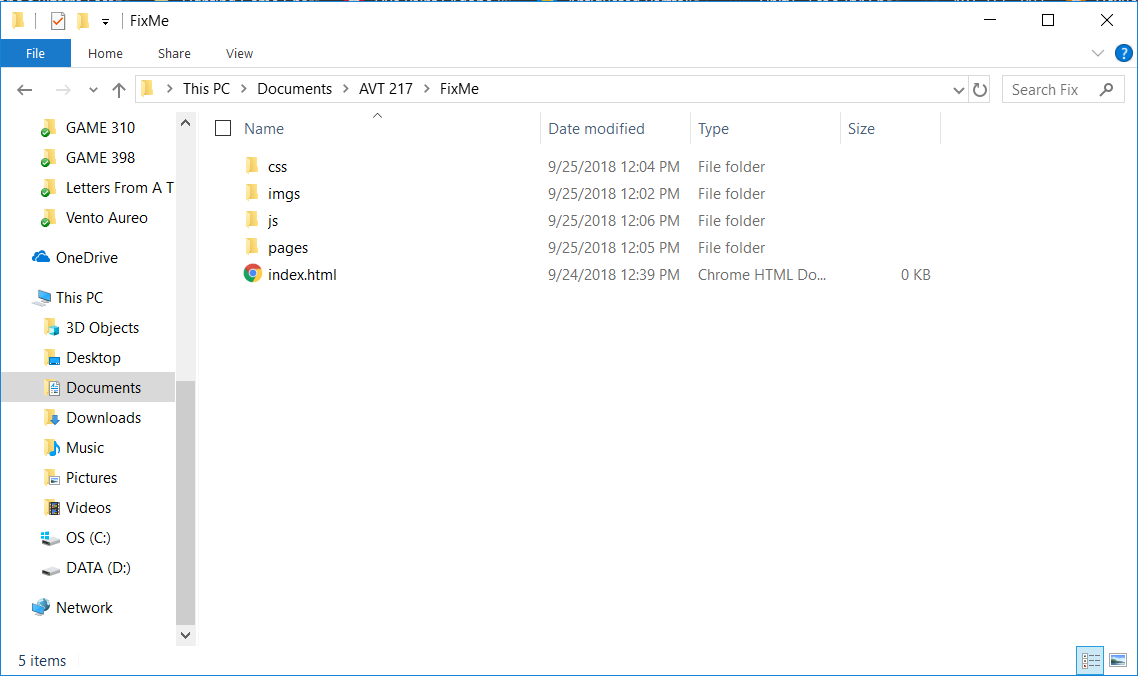 FixMe
File Home Share View
This PC Documents AVT 217 FixMe Search Fix
GAME 310
GAME 398
Letters From A T
Vento Aureo
OneDrive
This PC
3D Objects
Desktop
Documents
Downloads
Music
Pictures
Videos
OS (C:)
DATA (D:)
Network
Name Date modified Type Size
css 9/25/2018 12:04 PM File folder
imgs 9/25/2018 12:02 PM File folder
js 9/25/2018 12:06 PM File folder
pages 9/25/2018 12:05 PM File folder
index.html 9/24/2018 12:39 PM Chrome HTML Do... 0 KB
5 items